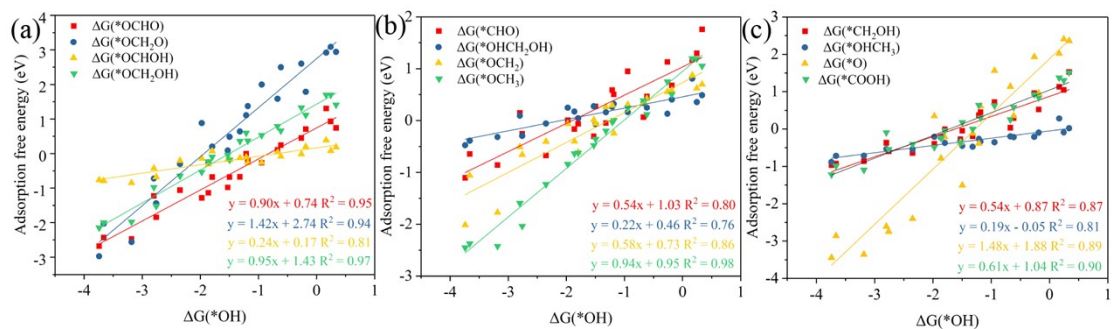 (a)
Adsorption free energy (eV)
4
3
2
1
0
-1
-2
-3
ΔG(*OCHO)
ΔG(*OCH₂O)
ΔG(*OCHOH)
ΔG(*OCH₂OH)
y = 0.90x + 0.74 R² = 0.95
y = 1.42x + 2.74 R² = 0.94
y = 0.24x + 0.17 R² = 0.81
y = 0.95x + 1.43 R² = 0.97
-4 -3 -2 -1 0 1
ΔG(*OH)
(b)
Adsorption free energy (eV)
2
1
0
-1
-2
-3
ΔG(*CHO)
ΔG(*OHCH₂OH)
ΔG(*OCH₂)
ΔG(*OCH₃)
y = 0.54x + 1.03 R² = 0.80
y = 0.22x + 0.46 R² = 0.76
y = 0.58x + 0.73 R² = 0.86
y = 0.94x + 0.95 R² = 0.98
-4 -3 -2 -1 0 1
ΔG(*OH)
(c)
Adsorption free energy (eV)
3
2
1
0
-1
-2
-3
-4
ΔG(*CH₂OH)
ΔG(*OHCH₃)
ΔG(*O)
ΔG(*COOH)
y = 0.54x + 0.87 R² = 0.87
y = 0.19x - 0.05 R² = 0.81
y = 1.48x + 1.88 R² = 0.89
y = 0.61x + 1.04 R² = 0.90
-4 -3 -2 -1 0 1
ΔG(*OH)